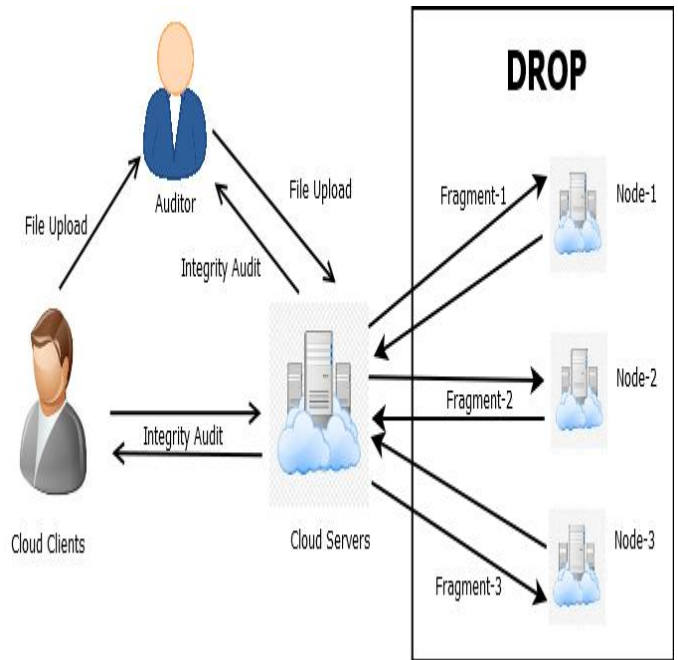 DROP
File Upload
Auditor
File Upload
Integrity Audit
Fragment-1
Node-1
Integrity Audit
Fragment-2
Node-2
Cloud Clients
Cloud Servers
Fragment-3
Node-3